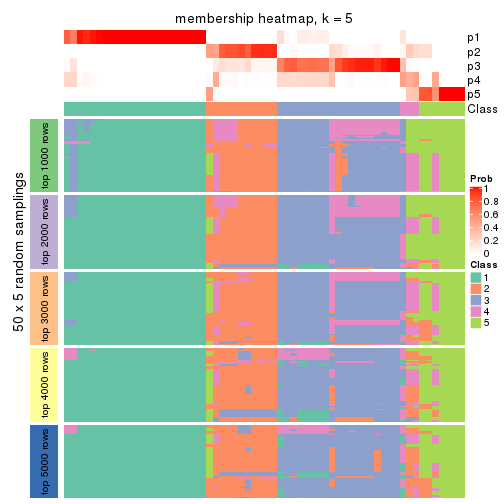 membership heatmap, k = 5
p1
p2
p3
p4
p5
Class
50 x 5 random samplings
top 1000 rows
top 2000 rows
top 3000 rows
top 4000 rows
top 5000 rows
Prob
1
0.8
0.6
0.4
0.2
0
Class
1
2
3
4
5